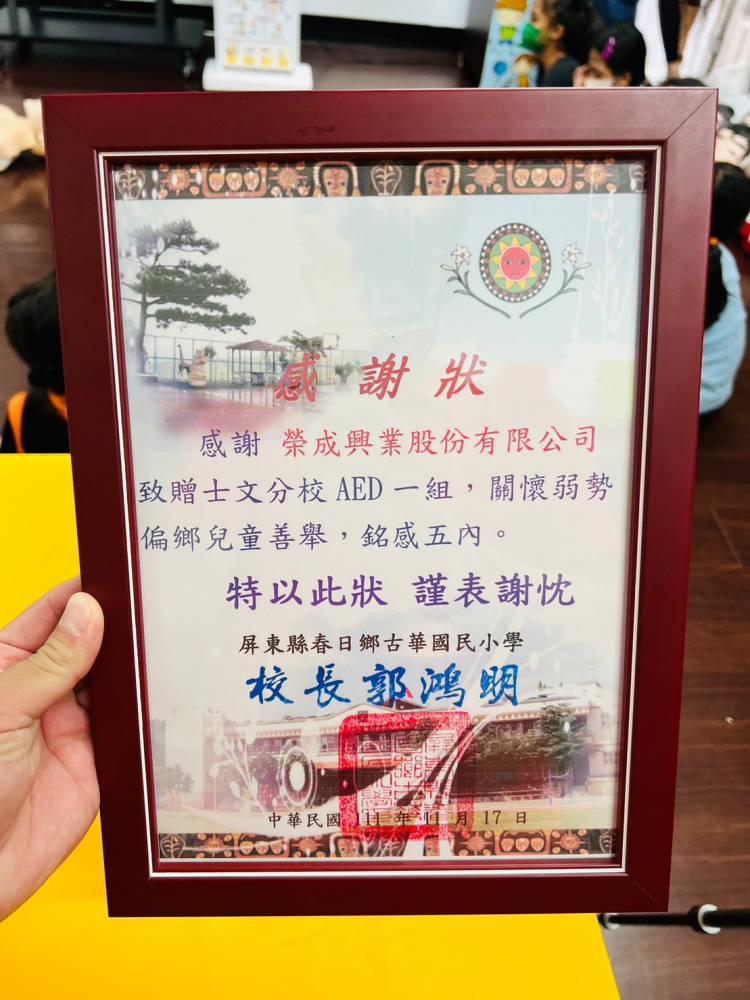 感謝狀
感謝 榮成興業股份有限公司
致贈士文分校 AED 一組，關懷弱勢
偏鄉兒童善舉，銘感五內。
特以此狀 謹表謝忱
屏東縣春日鄉古華國民小學
校長郭鴻明
中華民國 111 年 11 月 17 日